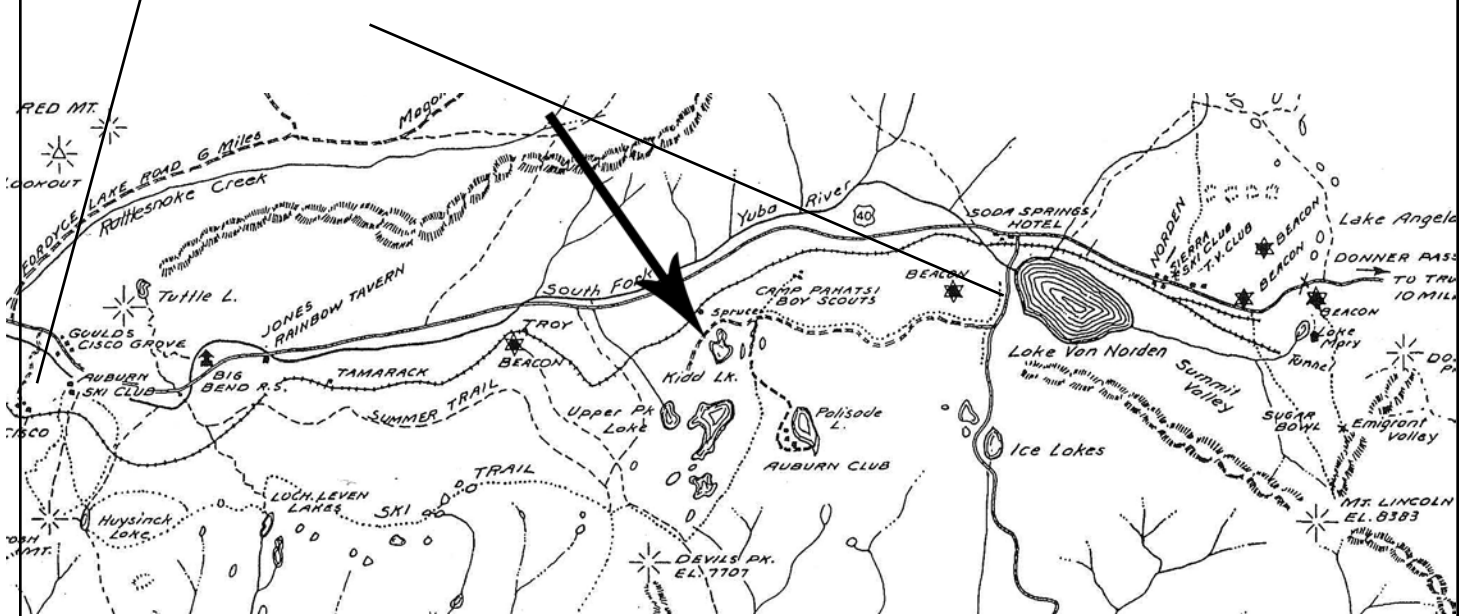 RED MT.
LOOKOUT
FORDYCE LAKE ROAD 6 Miles
Rattlesnake Creek
Tuttle L.
GOULDS
CISCO GROVE
AUBURN
SKI CLUB
CISCO
BIG
BEND R.S.
JONES
RAINBOW TAVERN
TAMARACK
SUMMER TRAIL
TROY
BEACON
South Fork
Yuba River
40
SODA SPRINGS
HOTEL
BEACON
CAMP PAHATSI
BOY SCOUTS
Spruce
Kidd Lk.
Upper Pk
Lake
Palisade
L.
AUBURN CLUB
Lake Van Norden
Ice Lakes
Summit
Valley
NORDEN
SIERRA
SKI CLUB
T.V. CLUB
BEACON
BEACON
BEACON
Lake Angela
DONNER PASS
TO TRU
10 MIL
Lake
Mary
Tunnel
SUGAR
BOWL
Emigrant
Valley
MT. LINCOLN
EL. 8383
Huysinck
Lake
MT.
LOCH LEVEN
LAKES
SKI TRAIL
DEVILS PK.
EL. 7707